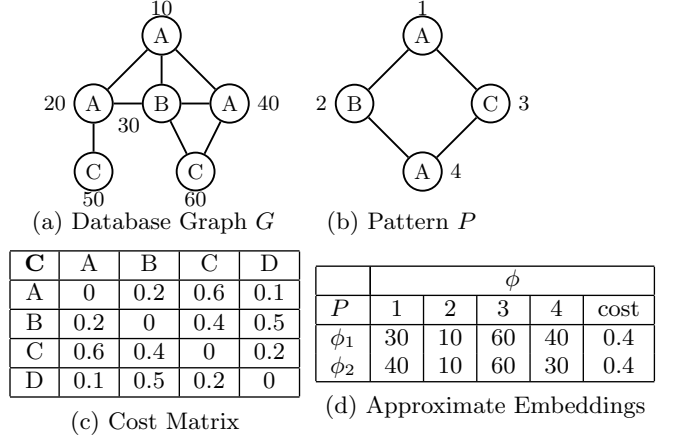 10
A
20 A B A 40
30
C C
50 60
(a) Database Graph G
1
A
2 B C 3
A 4
(b) Pattern P
C A B C D
A 0 0.2 0.6 0.1
B 0.2 0 0.4 0.5
C 0.6 0.4 0 0.2
D 0.1 0.5 0.2 0
(c) Cost Matrix
ϕ
P 1 2 3 4 cost
ϕ1 30 10 60 40 0.4
ϕ2 40 10 60 30 0.4
(d) Approximate Embeddings